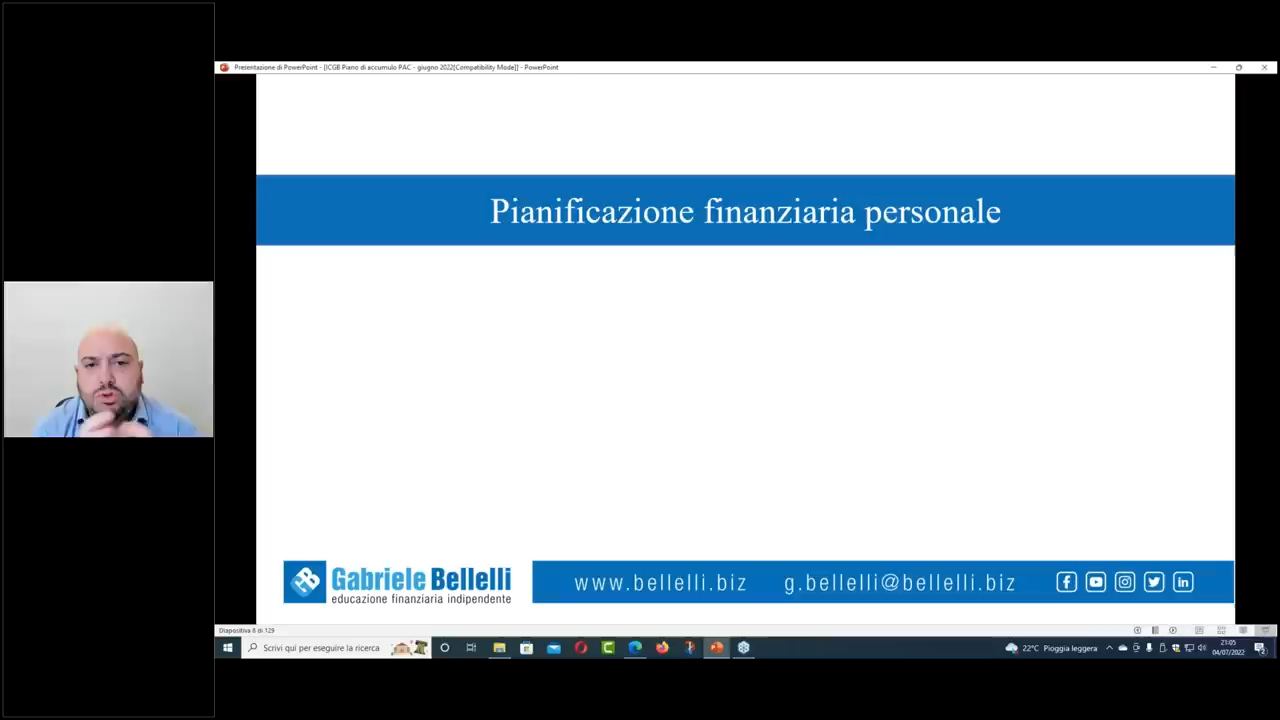 Presentazione di PowerPoint - [ICGB Piano di accumulo PAC - giugno 2022[Compatibility Mode]] - PowerPoint
Pianificazione finanziaria personale
Gabriele Bellelli
educazione finanziaria indipendente
www.bellelli.biz g.bellelli@bellelli.biz
Diapositiva 8 di 129
Scrivi qui per eseguire la ricerca
22°C Pioggia leggera
21:05
04/07/2022